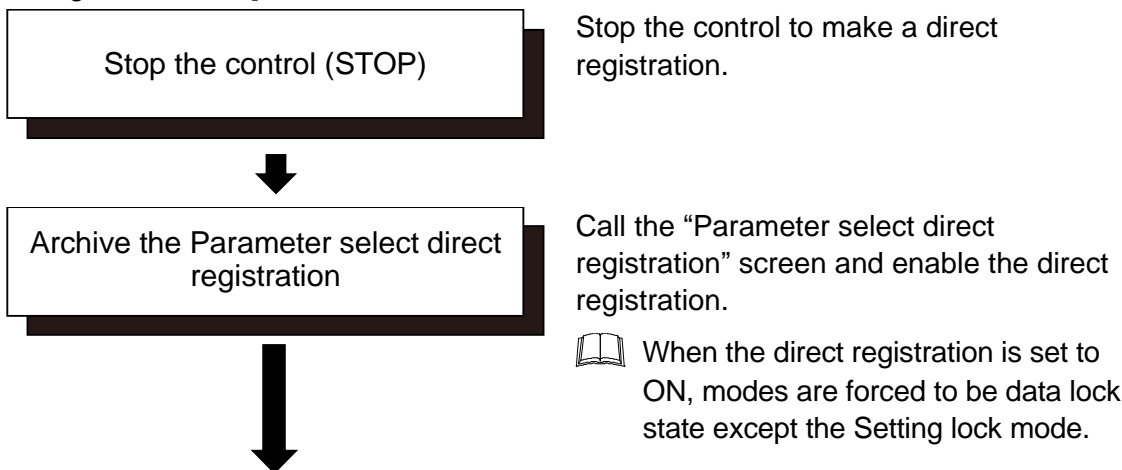 Stop the control (STOP)
Stop the control to make a direct
registration.
Archive the Parameter select direct
registration
Call the “Parameter select direct
registration” screen and enable the direct
registration.
When the direct registration is set to
ON, modes are forced to be data lock
state except the Setting lock mode.